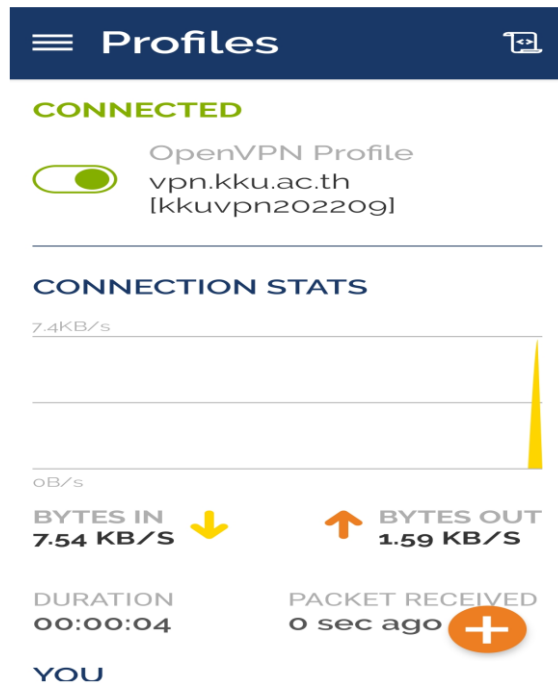 Profiles
CONNECTED
OpenVPN Profile
vpn.kku.ac.th
[kkuvpn202209]
CONNECTION STATS
7.4KB/s
0B/s
BYTES IN
7.54 KB/S
BYTES OUT
1.59 KB/S
DURATION
00:00:04
PACKET RECEIVED
0 sec ago
YOU